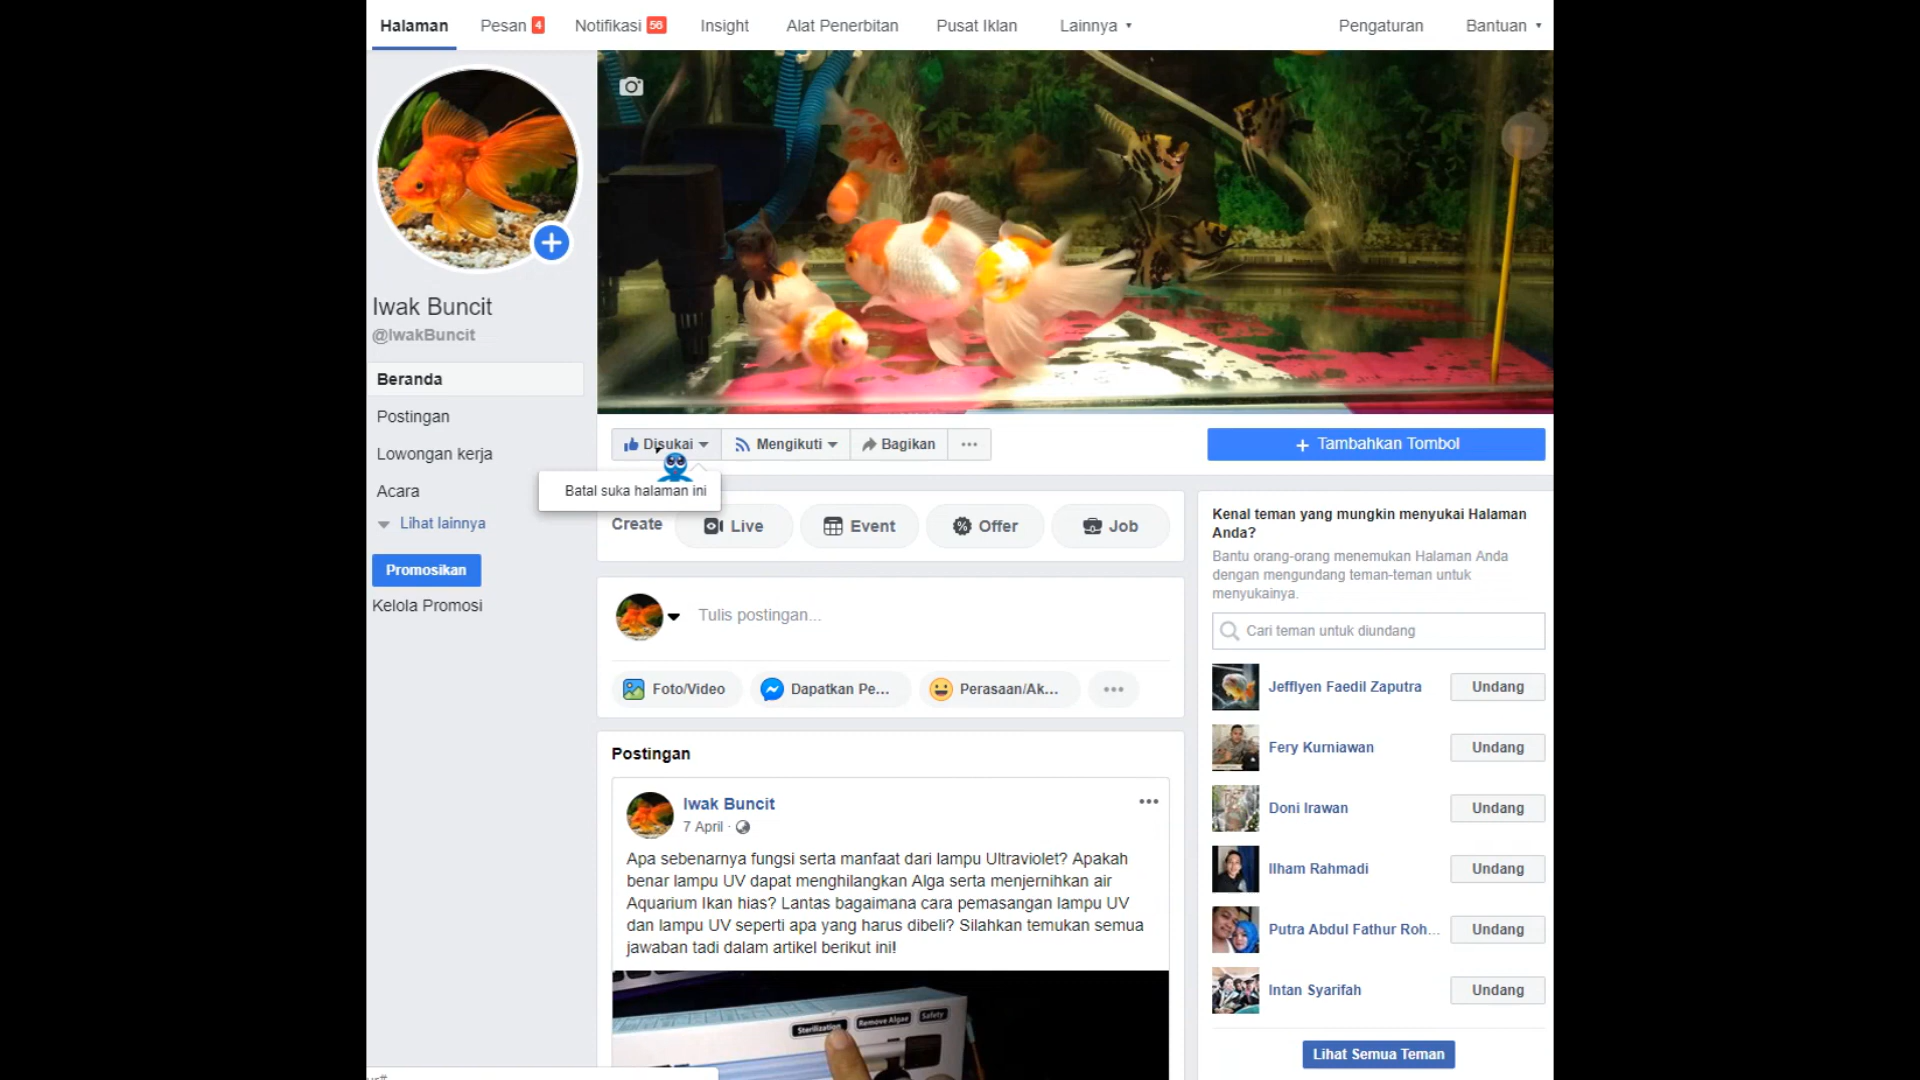 Halaman Pesan 4 Notifikasi 56 Insight Alat Penerbitan Pusat Iklan Lainnya Pengaturan Bantuan
Iwak Buncit
@IwakBuncit
Beranda
Postingan
Lowongan kerja
Acara
Lihat lainnya
Promosikan
Kelola Promosi
Disukai Mengikuti Bagikan ... + Tambahkan Tombol
Batal suka halaman ini
Create Live Event Offer Job
Tulis postingan...
Foto/Video Dapatkan Pe... Perasaan/Ak... ...
Postingan
Iwak Buncit
7 April ·
Apa sebenarnya fungsi serta manfaat dari lampu Ultraviolet? Apakah
benar lampu UV dapat menghilangkan Alga serta menjernihkan air
Aquarium Ikan hias? Lantas bagaimana cara pemasangan lampu UV
dan lampu UV seperti apa yang harus dibeli? Silahkan temukan semua
jawaban tadi dalam artikel berikut ini!
Sterilization Remove Algae Safety
Kenal teman yang mungkin menyukai Halaman
Anda?
Bantu orang-orang menemukan Halaman Anda
dengan mengundang teman-teman untuk
menyukainya.
Cari teman untuk diundang
Jefflyen Faedil Zaputra Undang
Fery Kurniawan Undang
Doni Irawan Undang
Ilham Rahmadi Undang
Putra Abdul Fathur Roh... Undang
Intan Syarifah Undang
Lihat Semua Teman